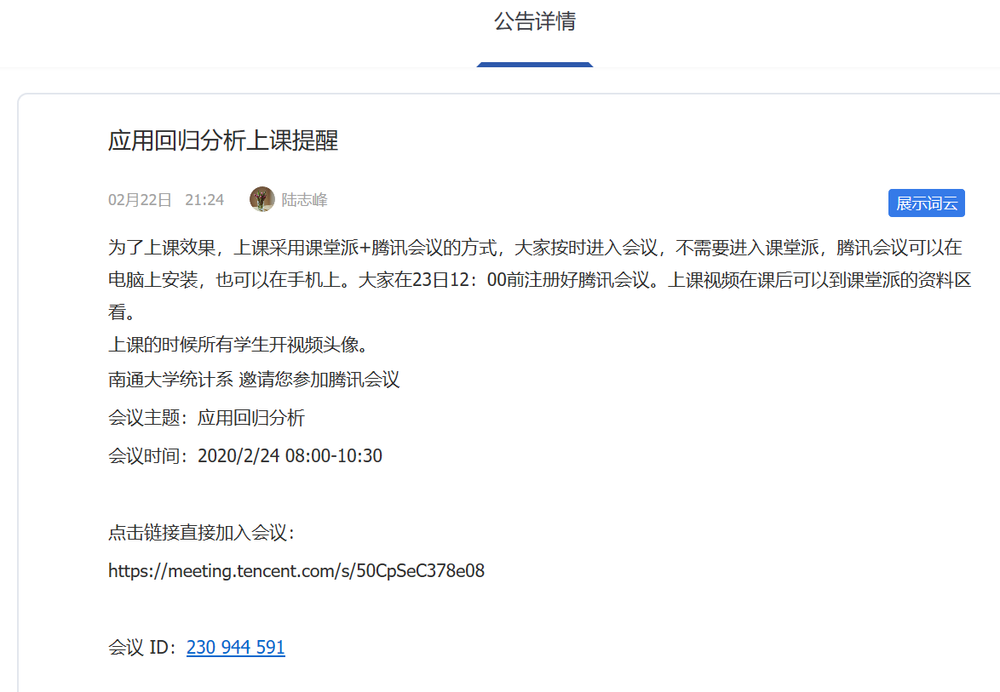 公告详情
应用回归分析上课提醒
02月22日 21:24 陆志峰
展示词云
为了上课效果，上课采用课堂派+腾讯会议的方式，大家按时进入会议，不需要进入课堂派，腾讯会议可以在
电脑上安装，也可以在手机上。大家在23日12：00前注册好腾讯会议。上课视频在课后可以到课堂派的资料区
看。
上课的时候所有学生开视频头像。
南通大学统计系 邀请您参加腾讯会议
会议主题：应用回归分析
会议时间：2020/2/24 08:00-10:30
点击链接直接加入会议：
https://meeting.tencent.com/s/50CpSeC378e08
会议 ID：230 944 591